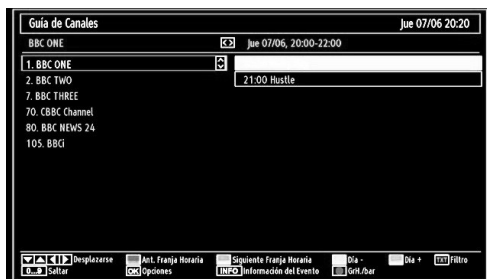 Guía de Canales Jue 07/06 20:20
BBC ONE Jue 07/06, 20:00-22:00
1. BBC ONE
2. BBC TWO 21:00 Hustle
7. BBC THREE
70. CBBC Channel
80. BBC NEWS 24
105. BBCi
Desplazarse Ant. Franja Horaria Siguiente Franja Horaria Día - Día + TXT Filtro
0...9 Saltar OK Opciones INFO Información del Evento GrH./bar